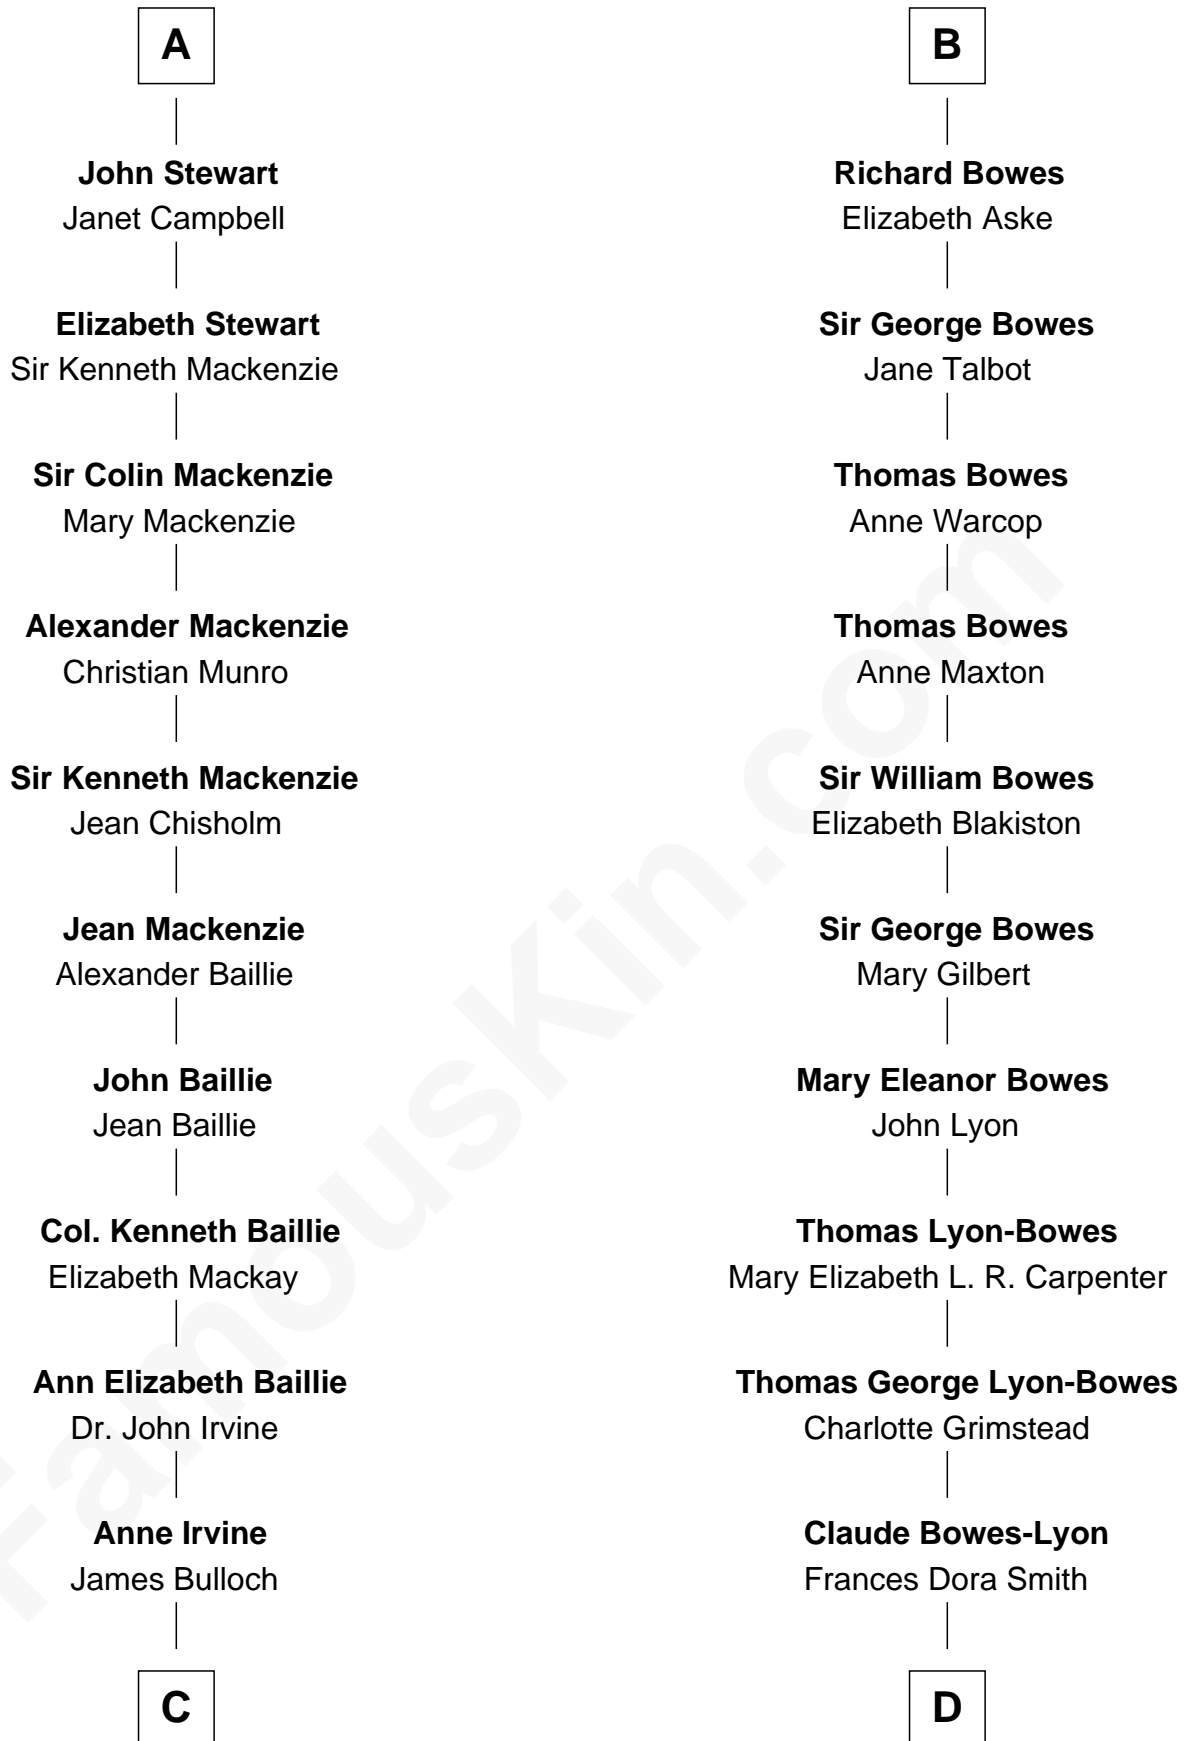 A
John Stewart
Janet Campbell
Elizabeth Stewart
Sir Kenneth Mackenzie
Sir Colin Mackenzie
Mary Mackenzie
Alexander Mackenzie
Christian Munro
Sir Kenneth Mackenzie
Jean Chisholm
Jean Mackenzie
Alexander Baillie
John Baillie
Jean Baillie
Col. Kenneth Baillie
Elizabeth Mackay
Ann Elizabeth Baillie
Dr. John Irvine
Anne Irvine
James Bulloch
C
B
Richard Bowes
Elizabeth Aske
Sir George Bowes
Jane Talbot
Thomas Bowes
Anne Warcop
Thomas Bowes
Anne Maxton
Sir William Bowes
Elizabeth Blakiston
Sir George Bowes
Mary Gilbert
Mary Eleanor Bowes
John Lyon
Thomas Lyon-Bowes
Mary Elizabeth L. R. Carpenter
Thomas George Lyon-Bowes
Charlotte Grimstead
Claude Bowes-Lyon
Frances Dora Smith
D
FamousKin.com